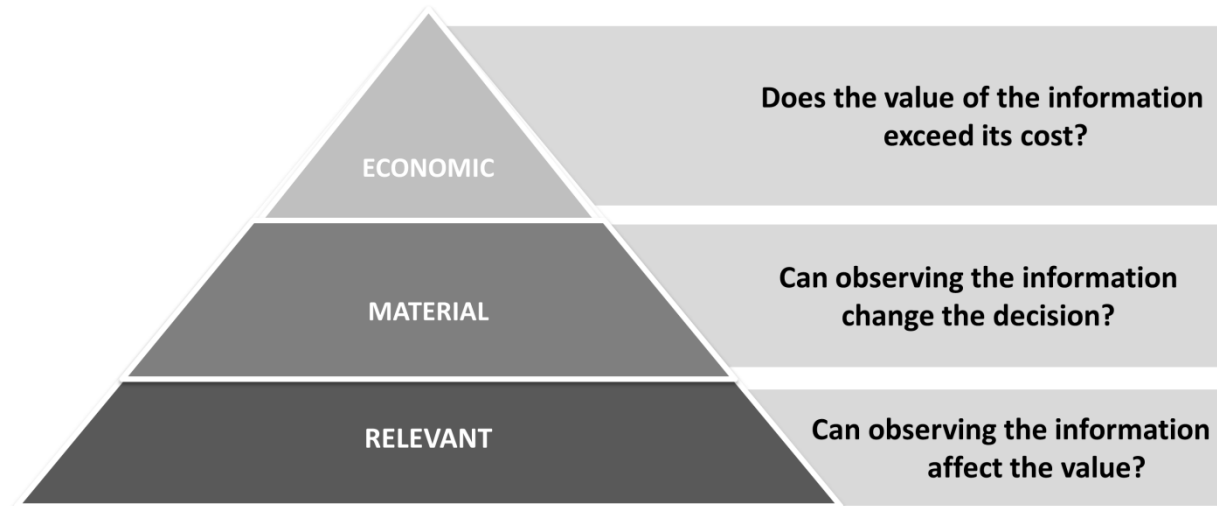 Does the value of the information
exceed its cost?
ECONOMIC
Can observing the information
change the decision?
MATERIAL
Can observing the information
affect the value?
RELEVANT